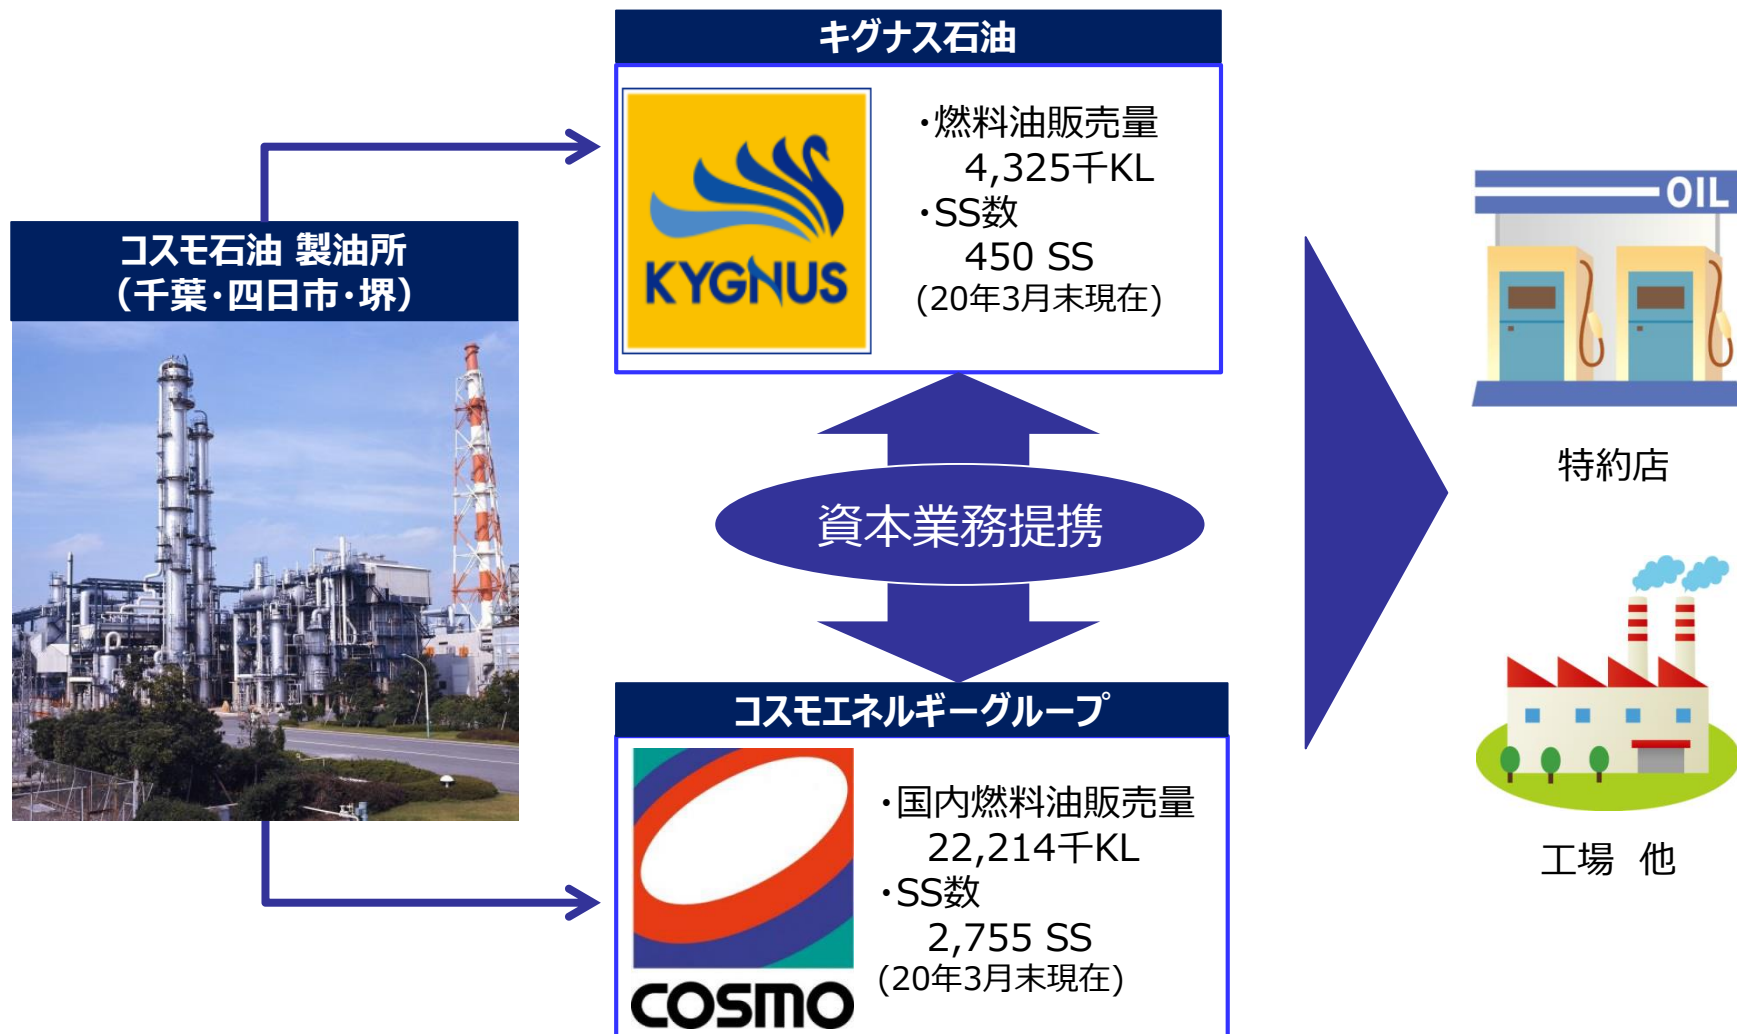 コスモ石油 製油所
(千葉・四日市・堺)
キグナス石油
KYGNUS
・燃料油販売量
4,325千KL
・SS数
450 SS
(20年3月末現在)
資本業務提携
コスモエネルギーグループ
COSMO
・国内燃料油販売量
22,214千KL
・SS数
2,755 SS
(20年3月末現在)
OIL
特約店
工場 他